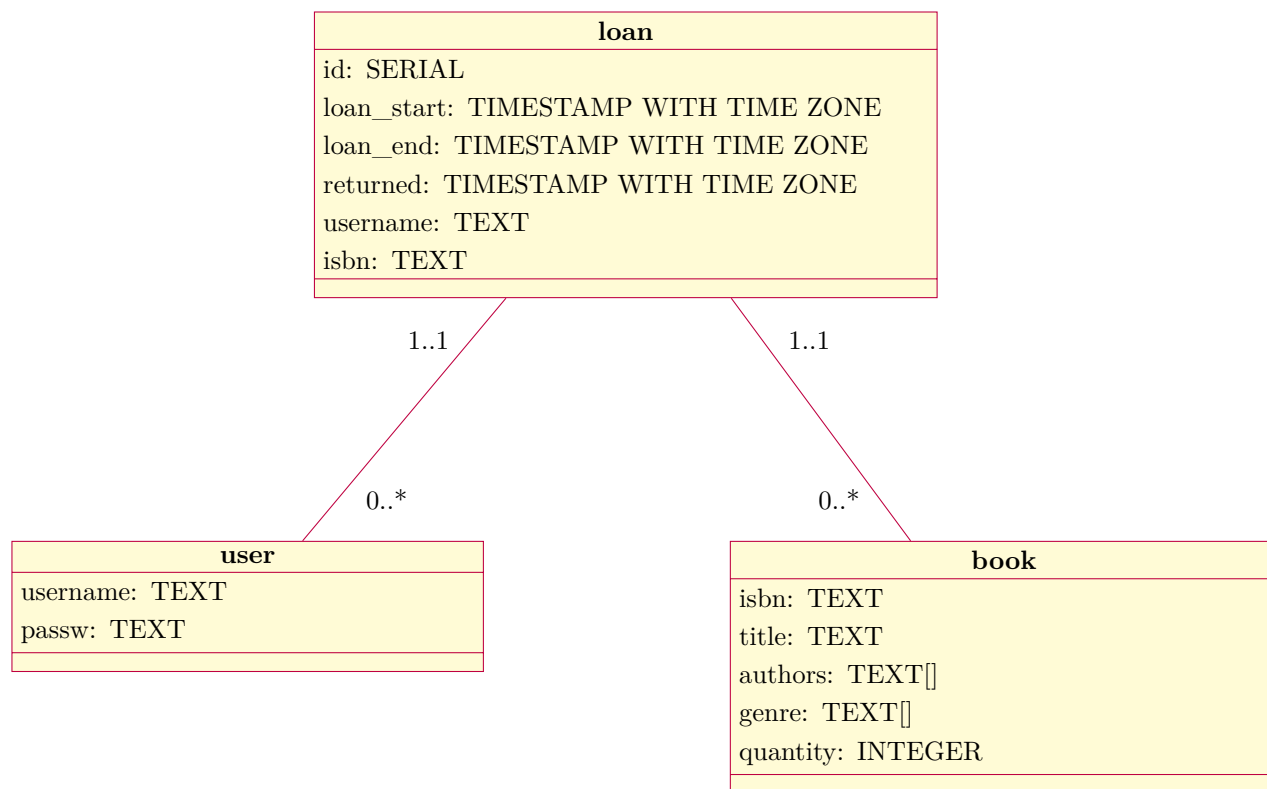 loan
id: SERIAL
loan_start: TIMESTAMP WITH TIME ZONE
loan_end: TIMESTAMP WITH TIME ZONE
returned: TIMESTAMP WITH TIME ZONE
username: TEXT
isbn: TEXT
1..1
1..1
0..*
0..*
user
username: TEXT
passw: TEXT
book
isbn: TEXT
title: TEXT
authors: TEXT[]
genre: TEXT[]
quantity: INTEGER